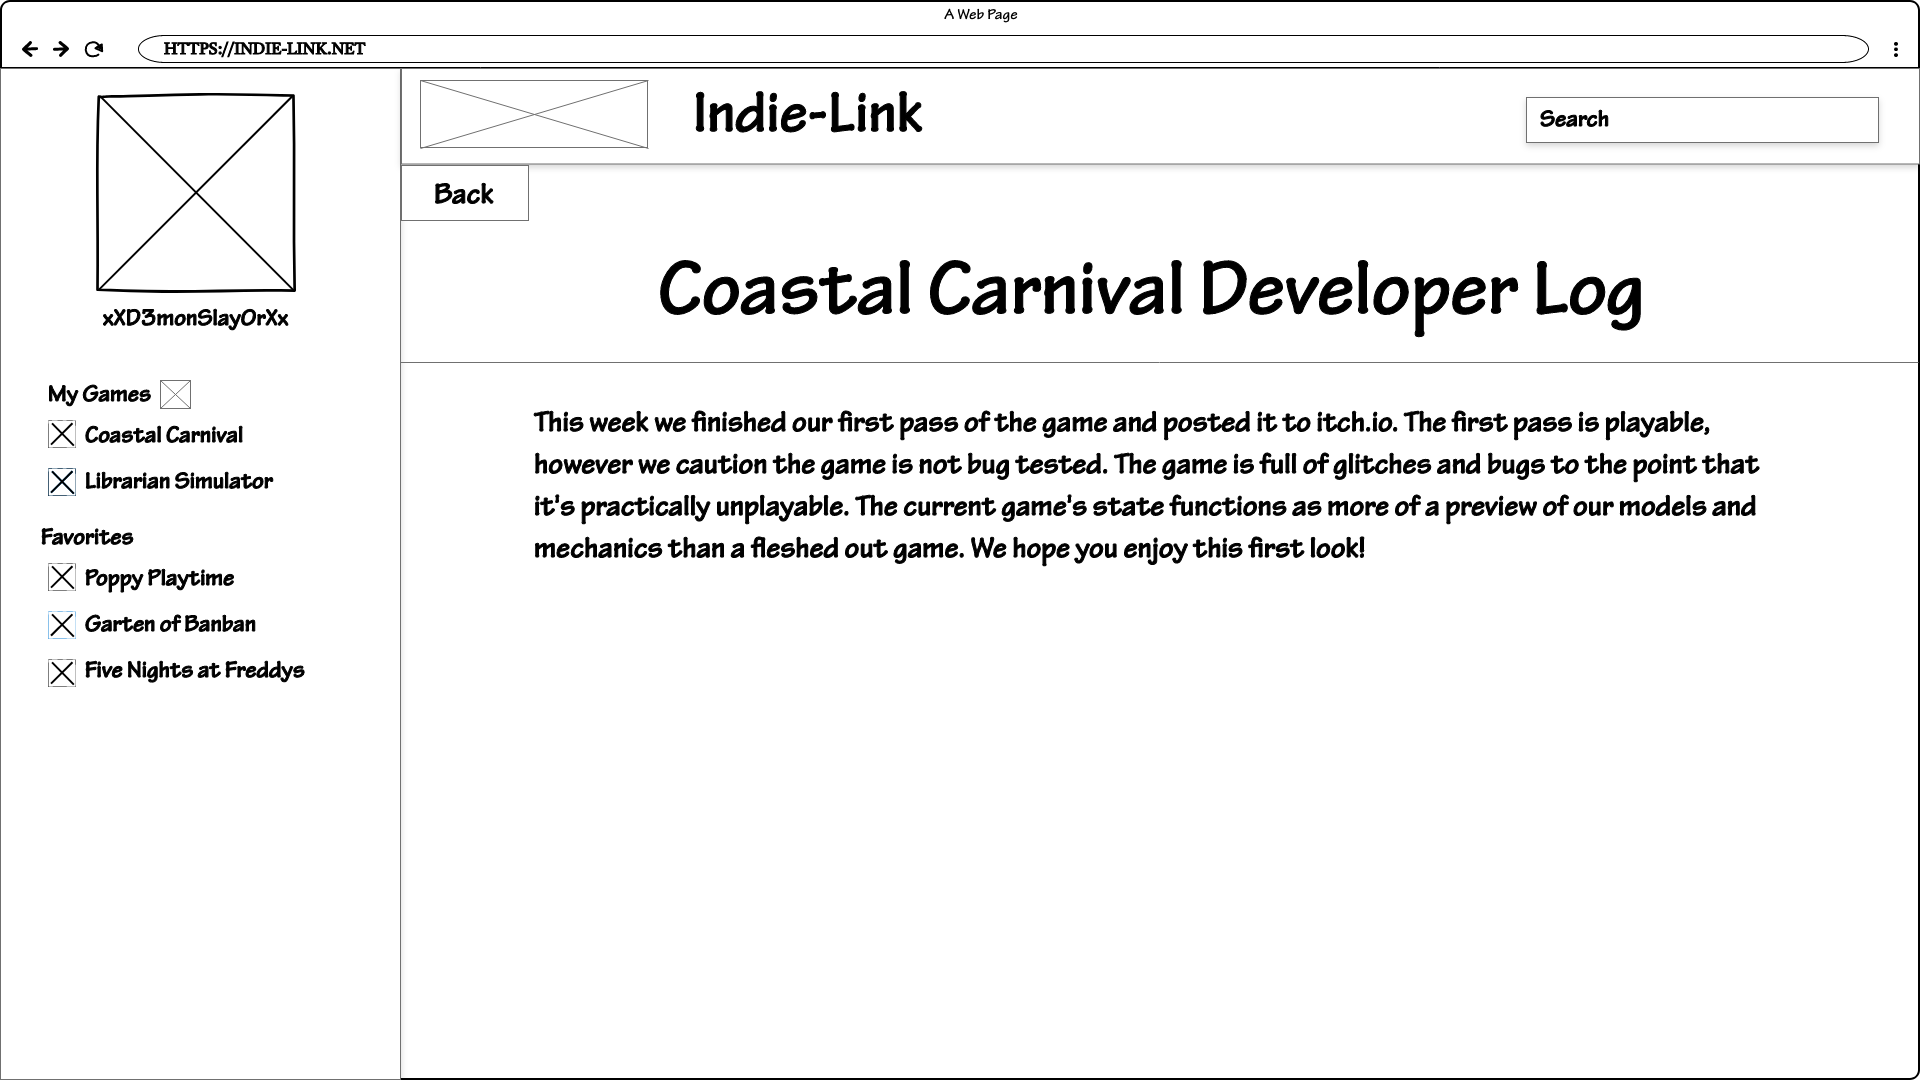 A Web Page
HTTPS://INDIE-LINK.NET
Indie-Link
Search
Back
xXD3monSlayOrXx
My Games
Coastal Carnival
Librarian Simulator
Favorites
Poppy Playtime
Garten of Banban
Five Nights at Freddys
Coastal Carnival Developer Log
This week we finished our first pass of the game and posted it to itch.io. The first pass is playable,
however we caution the game is not bug tested. The game is full of glitches and bugs to the point that
it's practically unplayable. The current game's state functions as more of a preview of our models and
mechanics than a fleshed out game. We hope you enjoy this first look!